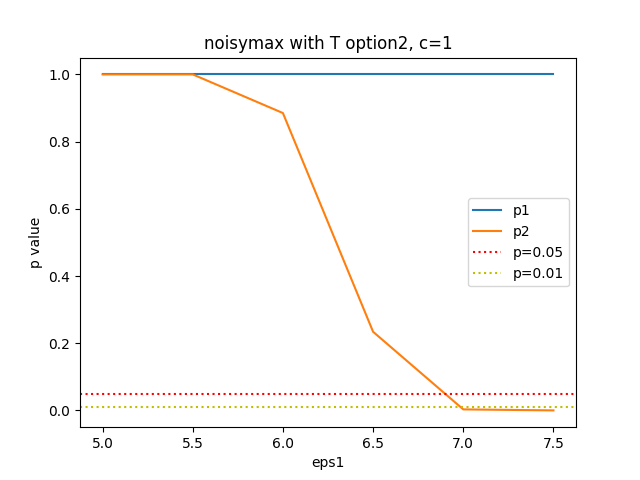 noisymax with T option2, c=1
p value
1.0
0.8
0.6
0.4
0.2
0.0
p1
p2
p=0.05
p=0.01
5.0 5.5 6.0 6.5 7.0 7.5
eps1